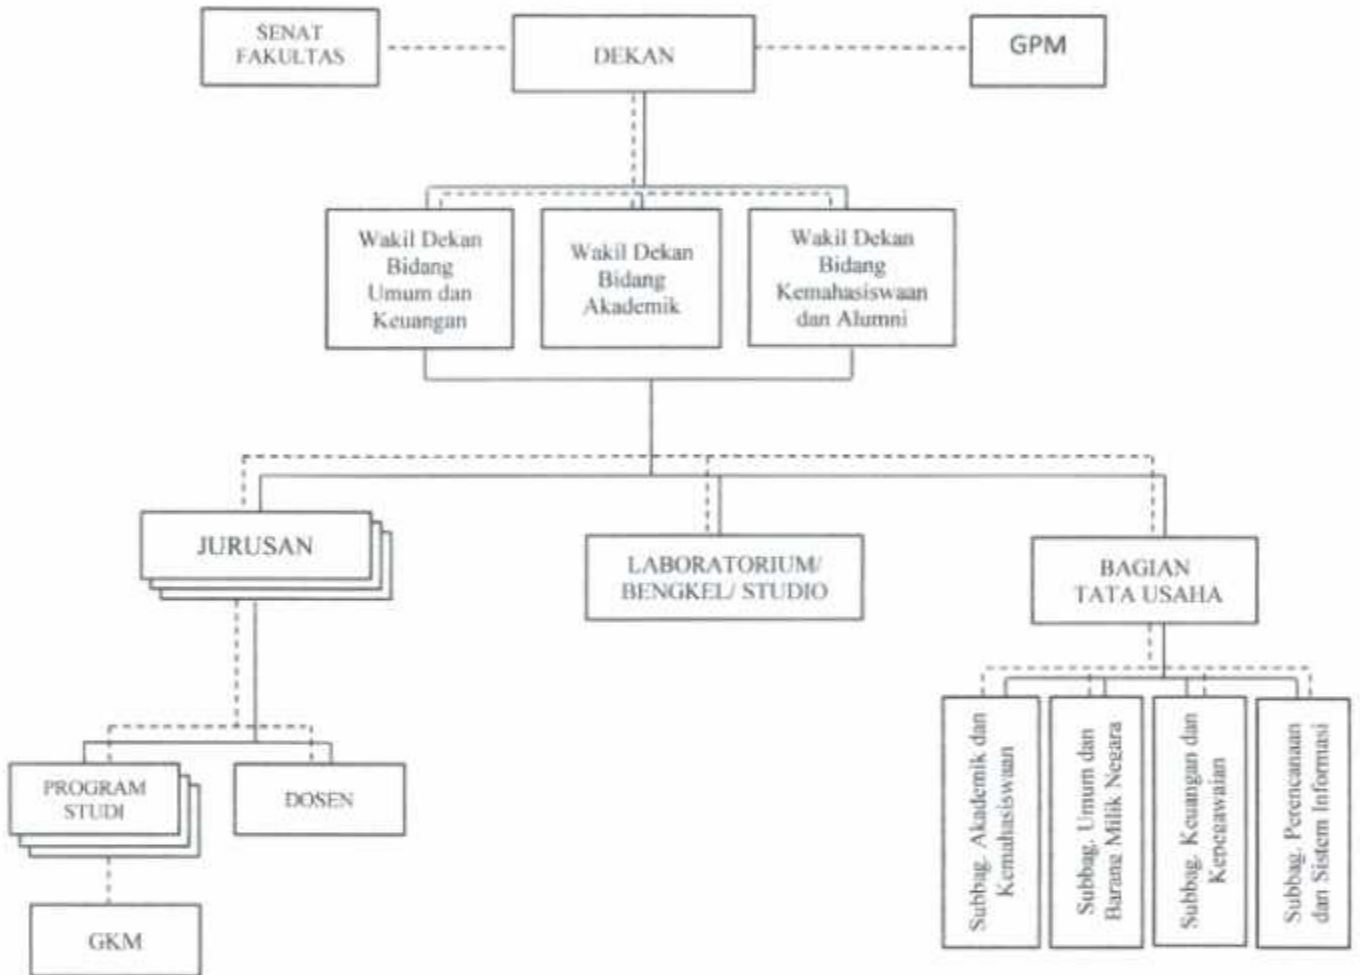 SENAT
FAKULTAS
DEKAN
GPM
Wakil Dekan
Bidang
Umum dan
Keuangan
Wakil Dekan
Bidang
Akademik
Wakil Dekan
Bidang
Kemahasiswaan
dan Alumni
JURUSAN
LABORATORIUM/
BENGKEL/ STUDIO
BAGIAN
TATA USAHA
PROGRAM
STUDI
DOSEN
GKM
Subbag. Akademik dan
Kemahasiswaan
Subbag. Umum dan
Barang Milik Negara
Subbag. Keuangan dan
Kepegawaian
Subbag. Perencanaan
dan Sistem Informasi